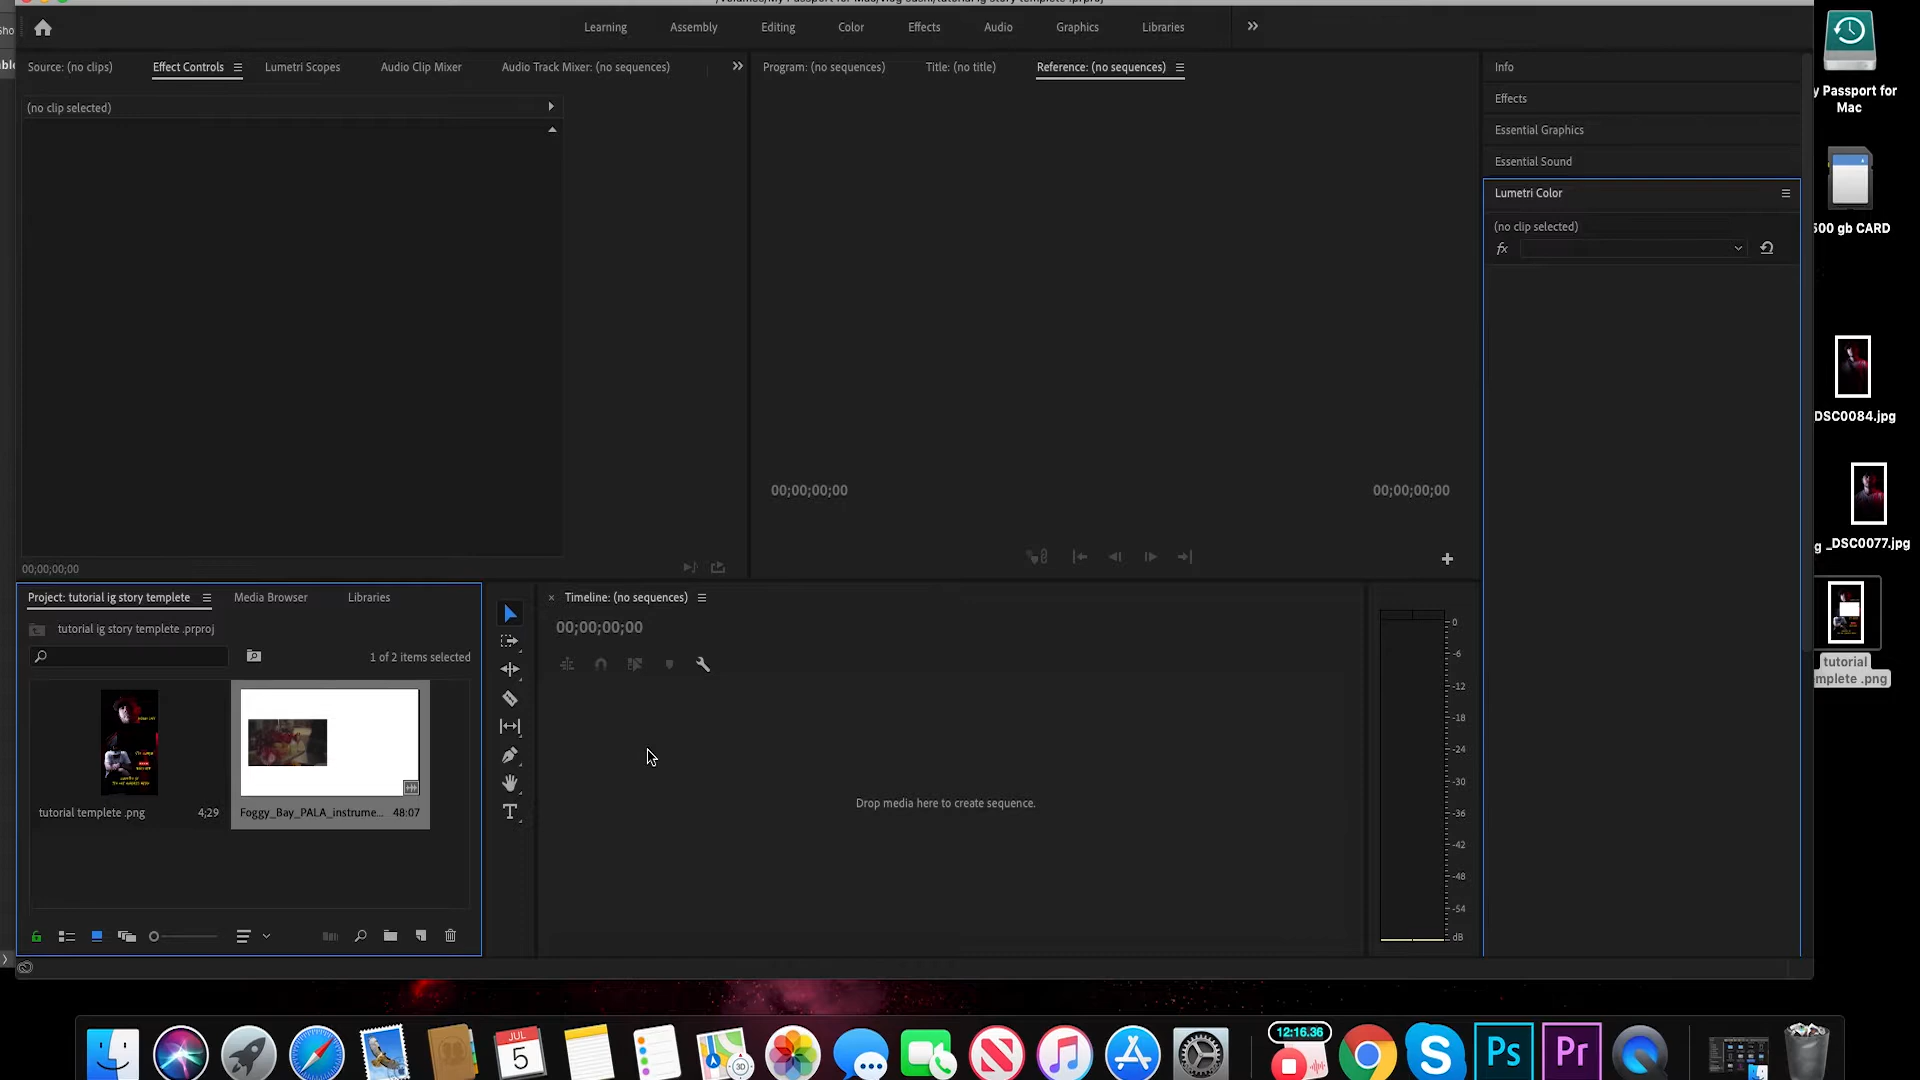 Learning Assembly Editing Color Effects Audio Graphics Libraries
Source: (no clips) Effect Controls Lumetri Scopes Audio Clip Mixer Audio Track Mixer: (no sequences)
Program: (no sequences) Title: (no title) Reference: (no sequences)
Info
Effects
Essential Graphics
Essential Sound
Lumetri Color
(no clip selected)
fx
(no clip selected)
00;00;00;00 00;00;00;00
00;00;00;00
Project: tutorial ig story templete Media Browser Libraries
tutorial ig story templete .prproj
1 of 2 items selected
tutorial templete .png 4;29
Foggy_Bay_PALA_instrume... 48:07
Timeline: (no sequences)
00;00;00;00
Drop media here to create sequence.
0
-6
-12
-18
-24
-30
-36
-42
-48
-54
dB
y Passport for
Mac
500 gb CARD
DSC0084.jpg
g _DSC0077.jpg
tutorial
mplete .png
JUL
5
3D
12:16.36
S
Ps
Pr